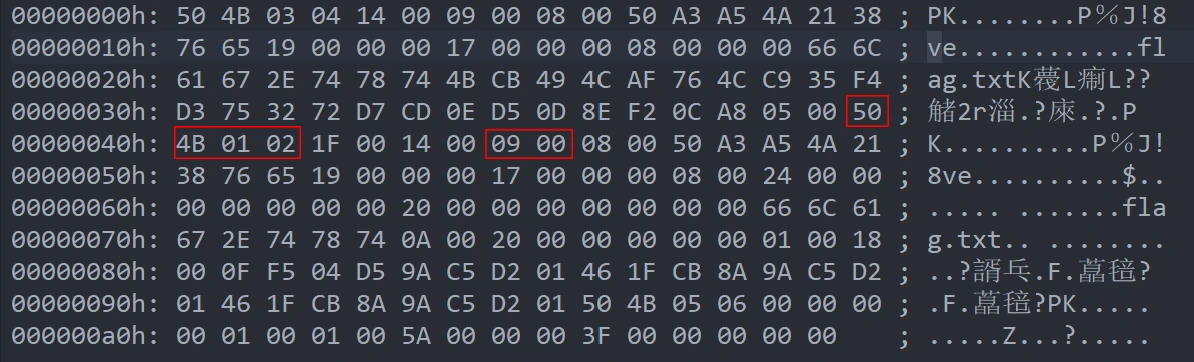 00000000h: 50 4B 03 04 14 00 09 00 08 00 50 A3 A5 4A 21 38 ; PK........P％J!8
00000010h: 76 65 19 00 00 00 17 00 00 00 08 00 00 00 66 6C ; ve............fl
00000020h: 61 67 2E 74 78 74 4B CB 49 4C AF 76 4C C9 35 F4 ; ag.txtK薎L痸L??
00000030h: D3 75 32 72 D7 CD 0E D5 0D 8E F2 0C A8 05 00 50 ; 觰2r淄.?庩.?.P
00000040h: 4B 01 02 1F 00 14 00 09 00 08 00 50 A3 A5 4A 21 ; K..........P％J!
00000050h: 38 76 65 19 00 00 00 17 00 00 00 08 00 24 00 00 ; 8ve..........$..
00000060h: 00 00 00 00 00 20 00 00 00 00 00 00 00 66 6C 61 ; ..... .......fla
00000070h: 67 2E 74 78 74 0A 00 20 00 00 00 00 00 01 00 18 ; g.txt.. ........
00000080h: 00 0F F5 04 D5 9A C5 D2 01 46 1F CB 8A 9A C5 D2 ; ..?諝乓.F.藠毰?
00000090h: 01 46 1F CB 8A 9A C5 D2 01 50 4B 05 06 00 00 00 ; .F.藠毰?PK.....
000000a0h: 00 01 00 01 00 5A 00 00 00 3F 00 00 00 00 00 ; .....Z...?.....